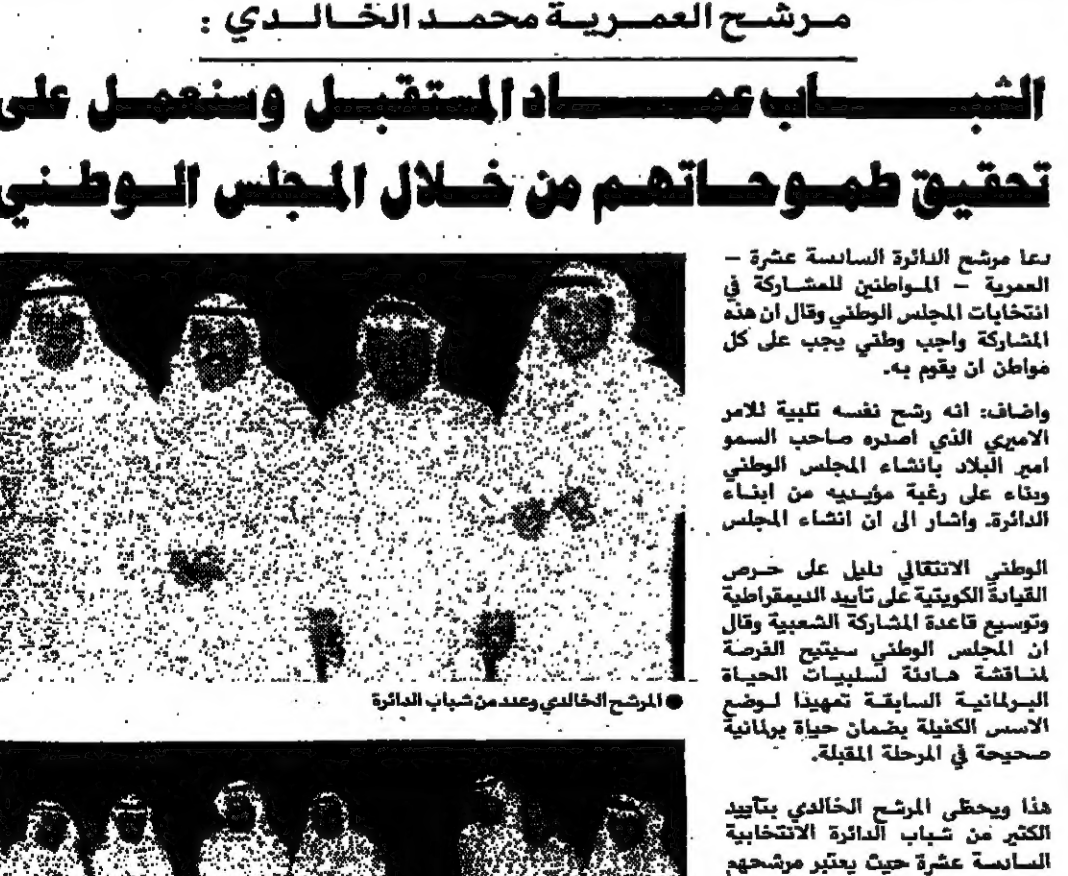 مرشح العمرية محمد الخالدي :
الشباب عماد المستقبل وسنعمل على
تحقيق طموحاتهم من خلال المجلس الوطني
دعا مرشح الدائرة السادسة عشرة –
العمرية – المواطنين للمشاركة في
انتخابات المجلس الوطني وقال ان هذه
المشاركة واجب وطني يجب على كل
مواطن ان يقوم به.
واضاف: انه رشح نفسه تلبية للامر
الاميري الذي اصدره صاحب السمو
امير البلاد بانشاء المجلس الوطني
وبناء على رغبة مؤيديه من ابناء
الدائرة. واشار الى ان انشاء المجلس
الوطني الانتقالي دليل على حرص
القيادة الكويتية على تأييد الديمقراطية
وتوسيع قاعدة المشاركة الشعبية وقال
ان المجلس الوطني سيتيح الفرصة
لمناقشة هادئة لسلبيات الحياة
البرلمانية السابقة تمهيدا لوضع
الاسس الكفيلة بضمان حياة برلمانية
صحيحة في المرحلة المقبلة.
هذا ويحظى المرشح الخالدي بتأييد
الكثير من شباب الدائرة الانتخابية
السادسة عشرة حيث يعتبر مرشحهم
● المرشح الخالدي وعدد من شباب الدائرة